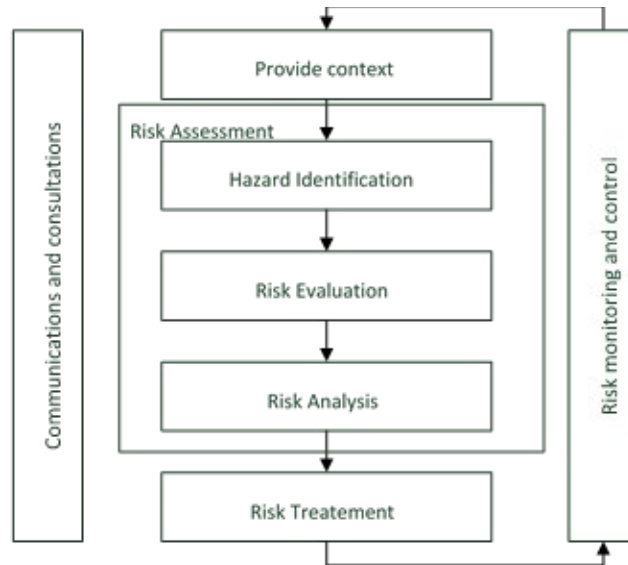 Provide context
Risk Assessment
Hazard Identification
Risk Evaluation
Risk Analysis
Risk Treatement
Communications and consultations
Risk monitoring and control